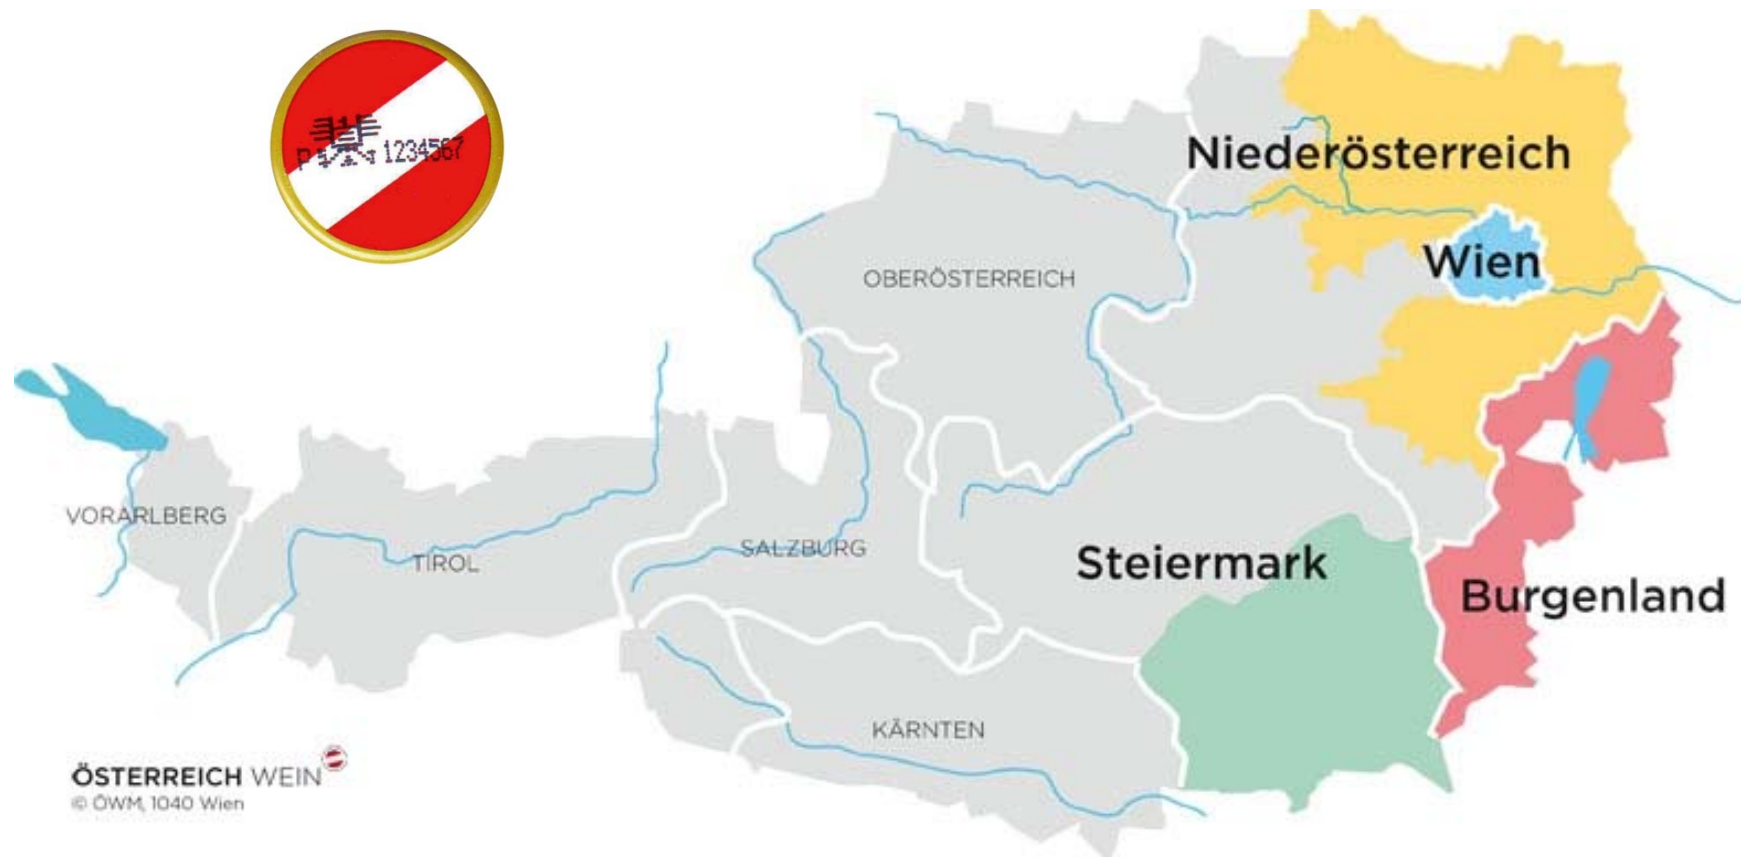 P 1234567
Niederösterreich
Wien
OBERÖSTERREICH
VORARLBERG
TIROL
SALZBURG
Steiermark
Burgenland
KÄRNTEN
ÖSTERREICH WEIN
© ÖWM, 1040 Wien